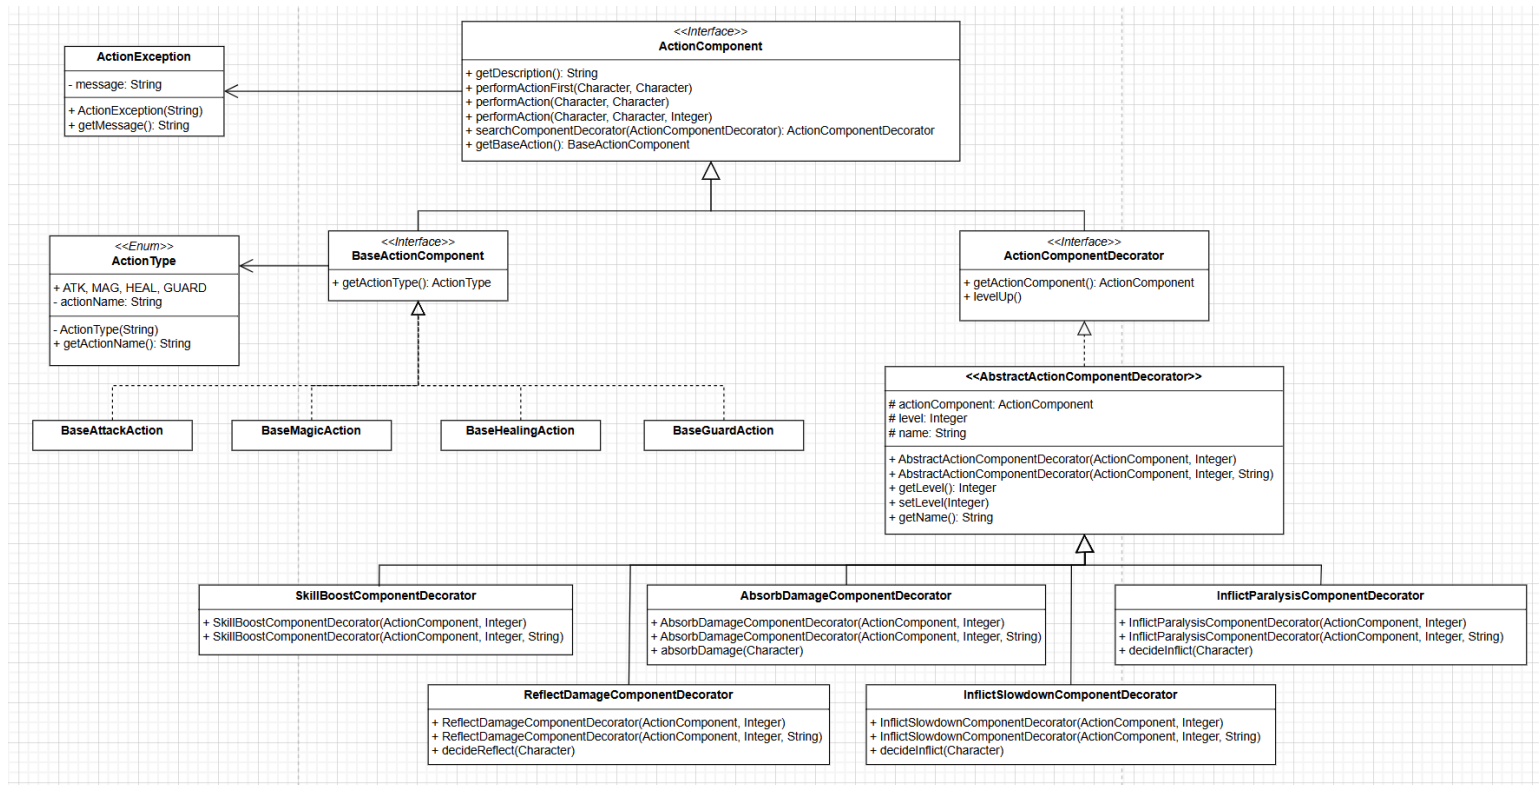 <<Interface>>
ActionComponent
+ getDescription(): String
+ performActionFirst(Character, Character)
+ performAction(Character, Character)
+ performAction(Character, Character, Integer)
+ searchComponentDecorator(ActionComponentDecorator): ActionComponentDecorator
+ getBaseAction(): BaseActionComponent
ActionException
- message: String
+ ActionException(String)
+ getMessage(): String
<<Enum>>
ActionType
+ ATK, MAG, HEAL, GUARD
- actionName: String
- ActionType(String)
+ getActionName(): String
<<Interface>>
BaseActionComponent
+ getActionType(): ActionType
<<Interface>>
ActionComponentDecorator
+ getActionComponent(): ActionComponent
+ levelUp()
BaseAttackAction
BaseMagicAction
BaseHealingAction
BaseGuardAction
<<AbstractActionComponentDecorator>>
# actionComponent: ActionComponent
# level: Integer
# name: String
+ AbstractActionComponentDecorator(ActionComponent, Integer)
+ AbstractActionComponentDecorator(ActionComponent, Integer, String)
+ getLevel(): Integer
+ setLevel(Integer)
+ getName(): String
SkillBoostComponentDecorator
+ SkillBoostComponentDecorator(ActionComponent, Integer)
+ SkillBoostComponentDecorator(ActionComponent, Integer, String)
AbsorbDamageComponentDecorator
+ AbsorbDamageComponentDecorator(ActionComponent, Integer)
+ AbsorbDamageComponentDecorator(ActionComponent, Integer, String)
+ absorbDamage(Character)
InflictParalysisComponentDecorator
+ InflictParalysisComponentDecorator(ActionComponent, Integer)
+ InflictParalysisComponentDecorator(ActionComponent, Integer, String)
+ decideInflict(Character)
ReflectDamageComponentDecorator
+ ReflectDamageComponentDecorator(ActionComponent, Integer)
+ ReflectDamageComponentDecorator(ActionComponent, Integer, String)
+ decideReflect(Character)
InflictSlowdownComponentDecorator
+ InflictSlowdownComponentDecorator(ActionComponent, Integer)
+ InflictSlowdownComponentDecorator(ActionComponent, Integer, String)
+ decideInflict(Character)